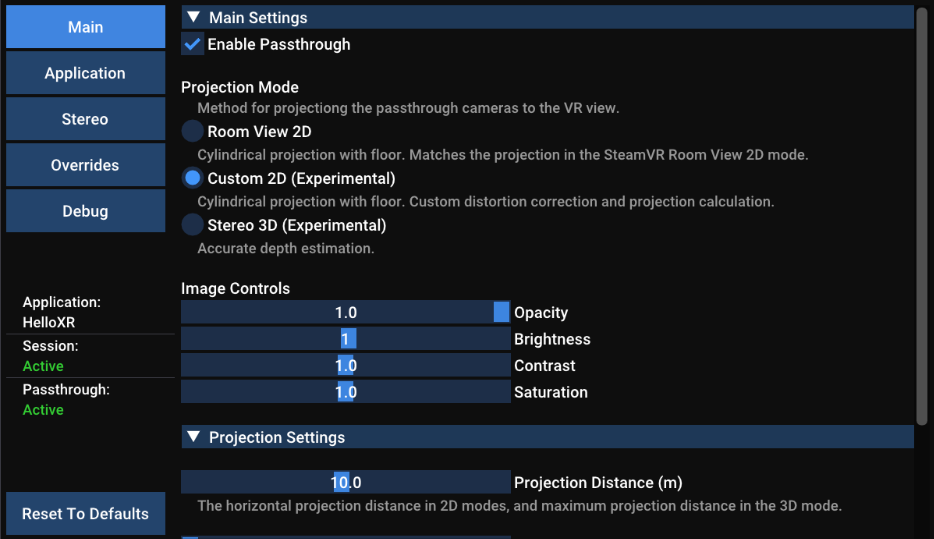 Main
Application
Stereo
Overrides
Debug
Application:
HelloXR
Session:
Active
Passthrough:
Active
Reset To Defaults
Main Settings
Enable Passthrough
Projection Mode
Method for projectiong the passthrough cameras to the VR view.
Room View 2D
Cylindrical projection with floor. Matches the projection in the SteamVR Room View 2D mode.
Custom 2D (Experimental)
Cylindrical projection with floor. Custom distortion correction and projection calculation.
Stereo 3D (Experimental)
Accurate depth estimation.
Image Controls
1.0 Opacity
1 Brightness
1.0 Contrast
1.0 Saturation
Projection Settings
10.0 Projection Distance (m)
The horizontal projection distance in 2D modes, and maximum projection distance in the 3D mode.